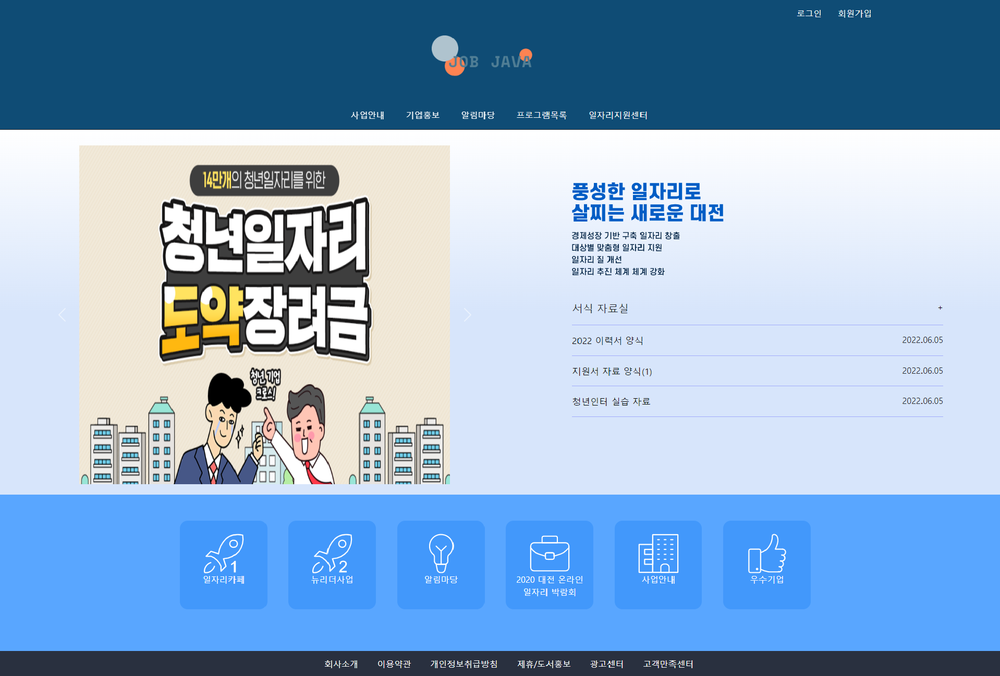 로그인 회원가입
JOB JAVA
사업안내 기업홍보 알림마당 프로그램목록 일자리지원센터
14만개의 청년일자리를 위한
청년일자리
도약장려금
청년, 기업
크로스!
풍성한 일자리로
살찌는 새로운 대전
경제성장 기반 구축 일자리 창출
대상별 맞춤형 일자리 지원
일자리 질 개선
일자리 추진 체계 체계 강화
서식 자료실 +
2022 이력서 양식 2022.06.05
지원서 자료 양식(1) 2022.06.05
청년인터 실습 자료 2022.06.05
1
일자리카페
2
뉴리더사업
알림마당
2020 대전 온라인
일자리 박람회
사업안내
우수기업
회사소개 이용약관 개인정보취급방침 제휴/도서홍보 광고센터 고객만족센터